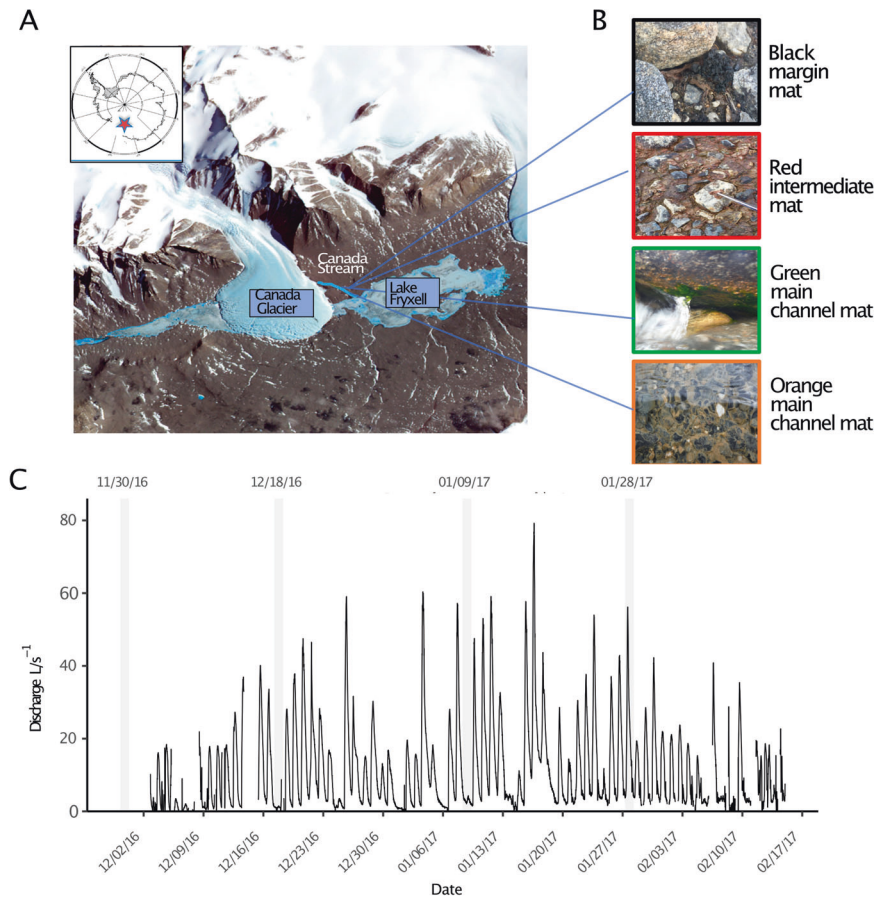 A
B
Canada
Stream
Canada
Glacier
Lake
Fryxell
Black
margin
mat
Red
intermediate
mat
Green
main
channel mat
Orange
main
channel mat
C
11/30/16
12/18/16
01/09/17
01/28/17
Discharge L/s⁻¹
80
60
40
20
0
12/02/16
12/09/16
12/16/16
12/23/16
12/30/16
01/06/17
01/13/17
01/20/17
01/27/17
02/03/17
02/10/17
02/17/17
Date